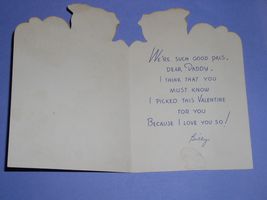 We're such good pals,
Dear Daddy.
I think that you
must know
I picked this Valentine
for you
Because I love you so!